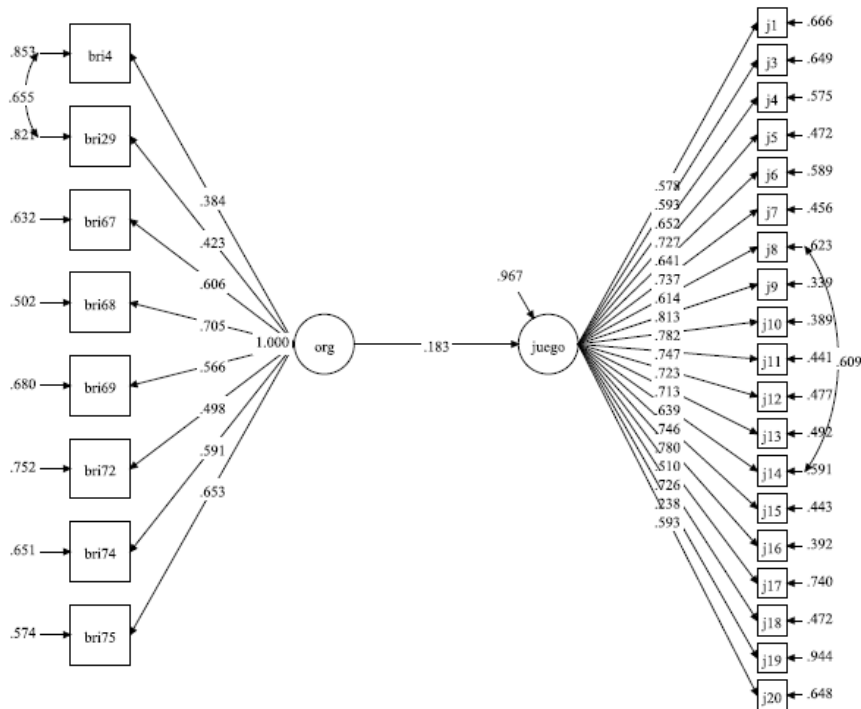 .853
bri4
.655
.821
bri29
.632
bri67
.502
bri68
.680
bri69
.752
bri72
.651
bri74
.574
bri75
.384
.423
.606
.705
.566
.498
.591
.653
1.000
org
.183
.967
juego
.578
.593
.652
.727
.641
.737
.614
.813
.782
.747
.723
.713
.639
.746
.780
.510
.726
.238
.593
j1
.666
j3
.649
j4
.575
j5
.472
j6
.589
j7
.456
j8
.623
j9
.339
j10
.389
j11
.441
.609
j12
.477
j13
.492
j14
.591
j15
.443
j16
.392
j17
.740
j18
.472
j19
.944
j20
.648